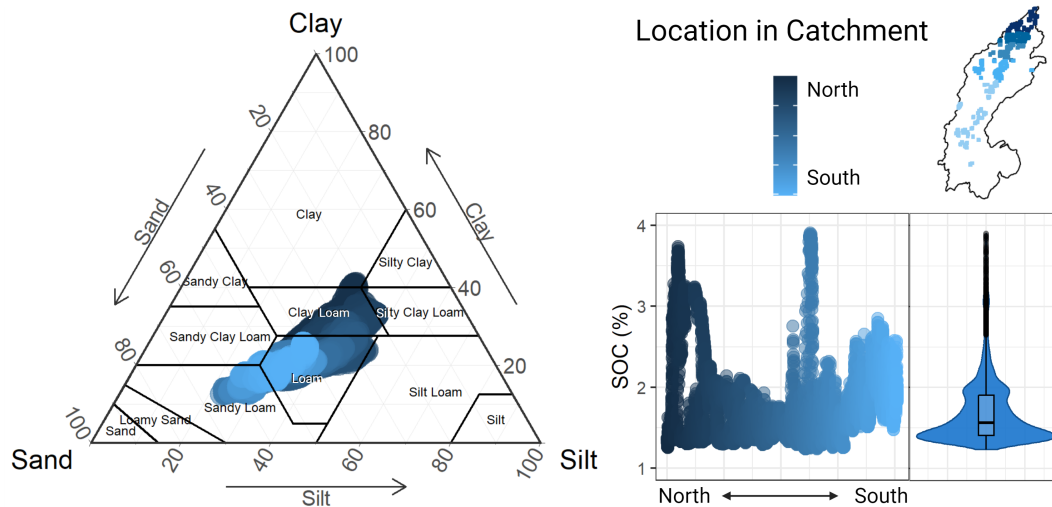 Clay
100
80
60
40
20
20
40
60
80
100
Sand
Clay
Silt
Clay
Silty Clay
Sandy Clay
Clay Loam
Silty Clay Loam
Sandy Clay Loam
Loam
Silt Loam
Sandy Loam
Loamy Sand
Sand
Silt
20
40
60
80
100
Sand
Silt
Location in Catchment
North
South
4
3
2
1
SOC (%)
North
South